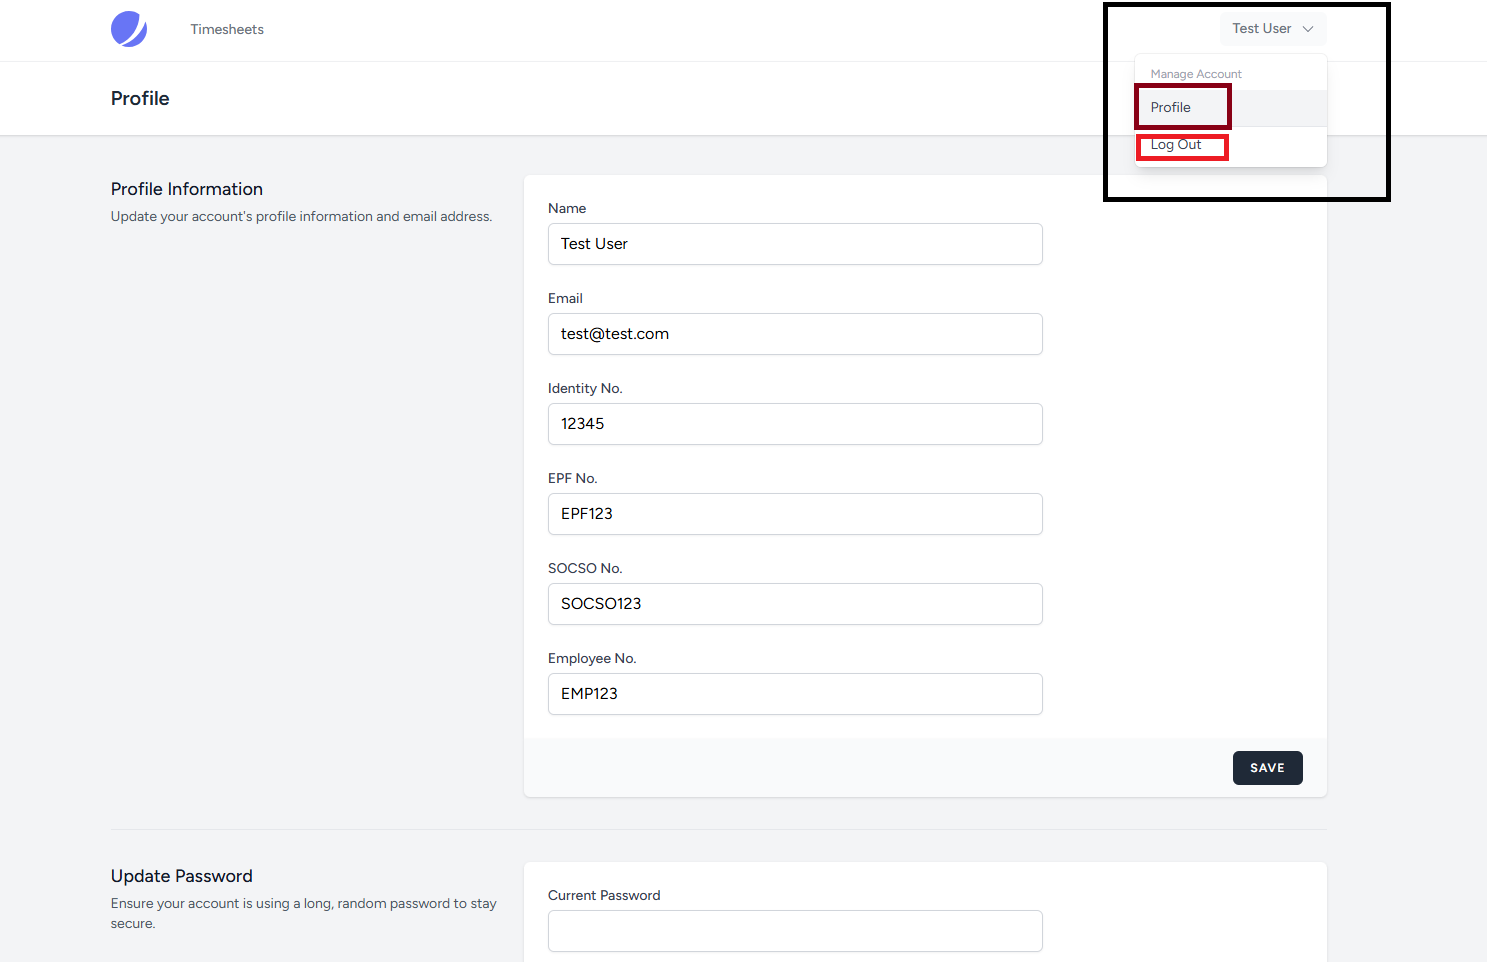 Timesheets
Test User
Manage Account
Profile
Log Out
Profile
Profile Information
Update your account's profile information and email address.
Name
Test User
Email
test@test.com
Identity No.
12345
EPF No.
EPF123
SOCSO No.
SOCSO123
Employee No.
EMP123
SAVE
Update Password
Ensure your account is using a long, random password to stay
secure.
Current Password